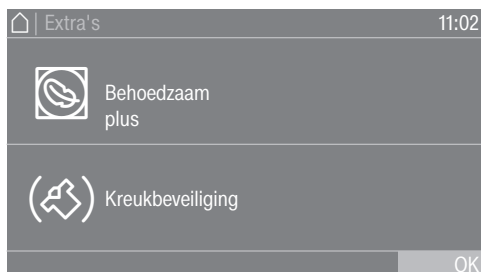 Extra's
11:02
Behoedzaam
plus
Kreukbeveiliging
OK